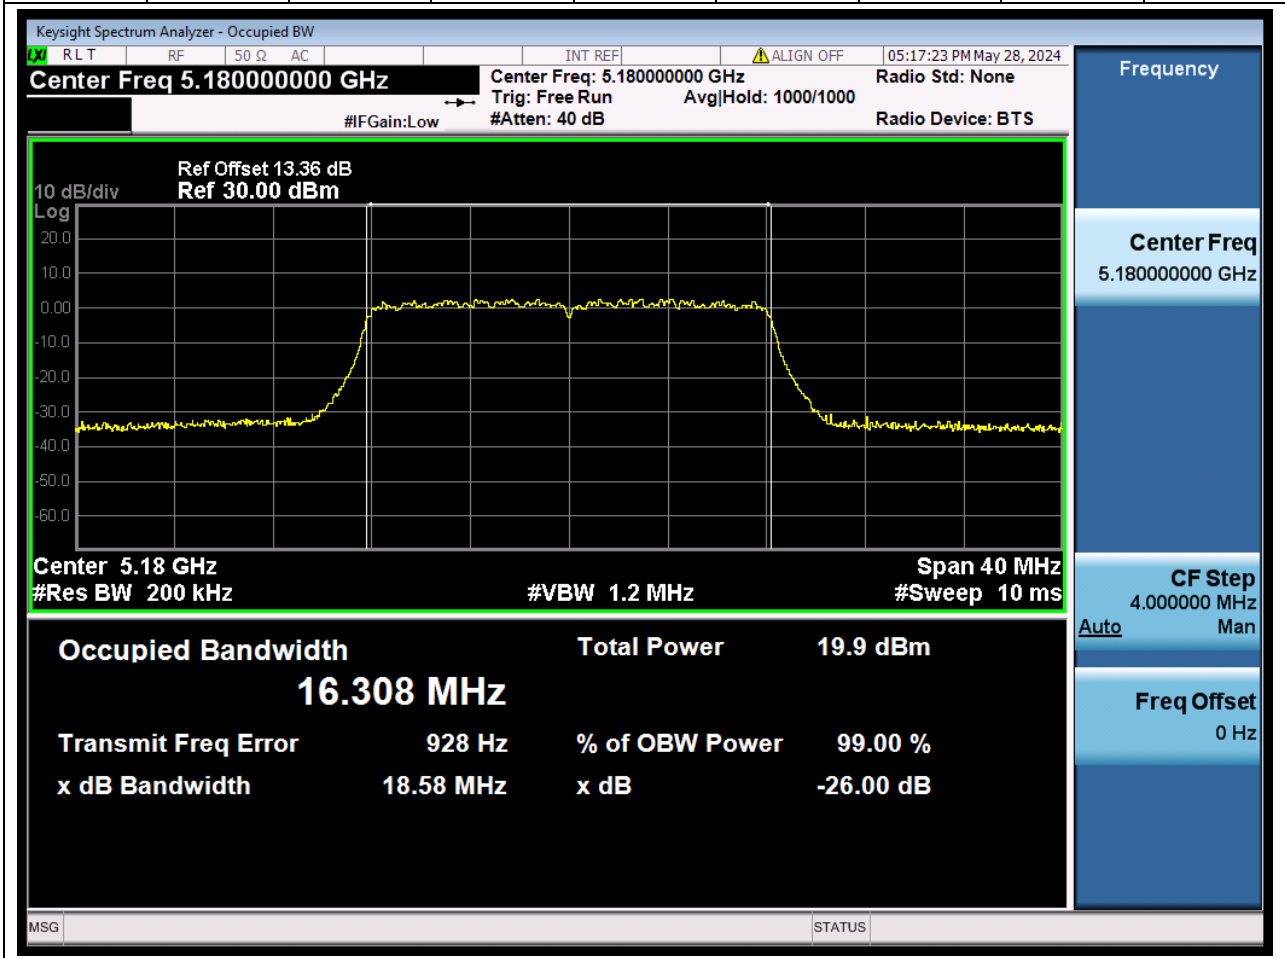 Keysight Spectrum Analyzer - Occupied BW
LXI RLT RF 50 Ω AC INT REF ALIGN OFF 05:17:23 PM May 28, 2024
Center Freq 5.180000000 GHz
Center Freq: 5.180000000 GHz
Radio Std: None
Trig: Free Run Avg|Hold: 1000/1000
#IFGain:Low
#Atten: 40 dB
Radio Device: BTS
Frequency
Ref Offset 13.36 dB
10 dB/div Ref 30.00 dBm
Log
20.0
10.0
0.00
-10.0
-20.0
-30.0
-40.0
-50.0
-60.0
Center 5.18 GHz Span 40 MHz
#Res BW 200 kHz #VBW 1.2 MHz #Sweep 10 ms
Center Freq
5.180000000 GHz
CF Step
4.000000 MHz
Auto Man
Freq Offset
0 Hz
Occupied Bandwidth Total Power 19.9 dBm
16.308 MHz
Transmit Freq Error 928 Hz % of OBW Power 99.00 %
x dB Bandwidth 18.58 MHz x dB -26.00 dB
MSG STATUS